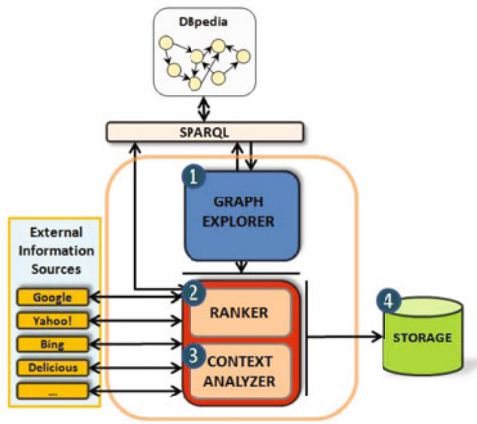 DBpedia
SPARQL
1
GRAPH
EXPLORER
External
Information
Sources
Google
Yahoo!
Bing
Delicious
...
2
RANKER
3
CONTEXT
ANALYZER
4
STORAGE